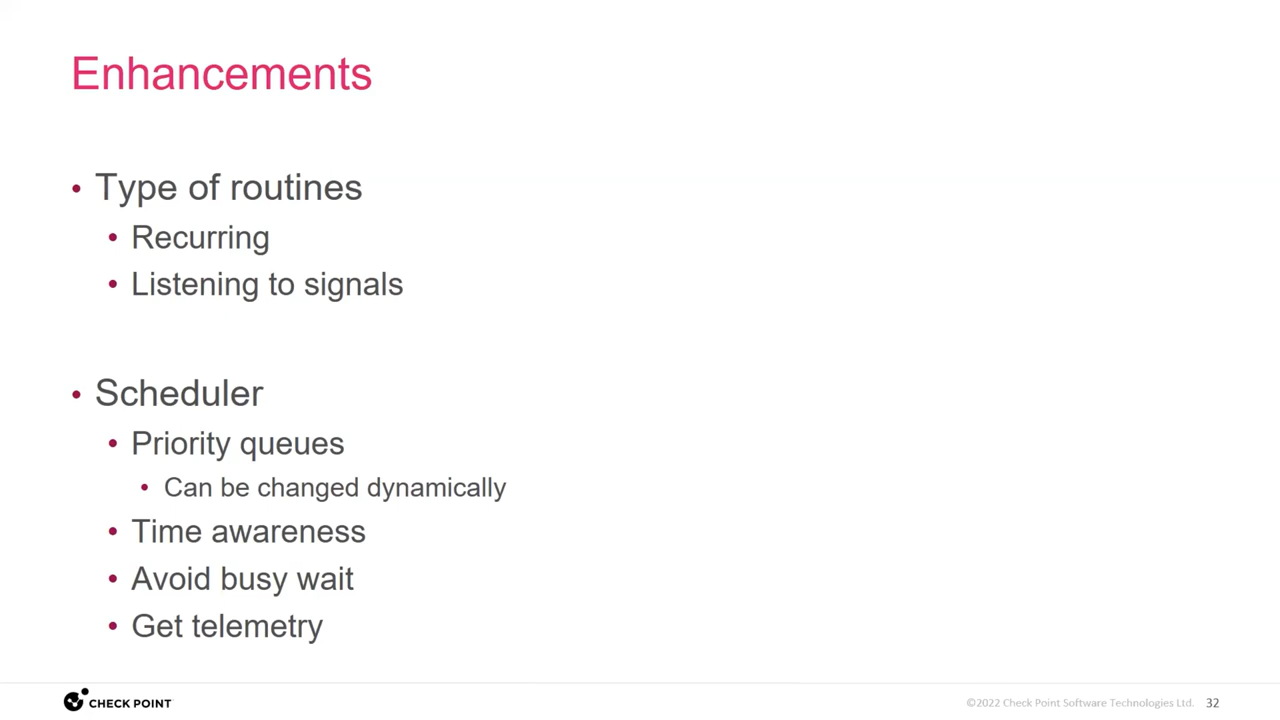 Enhancements
• Type of routines
• Recurring
• Listening to signals
• Scheduler
• Priority queues
• Can be changed dynamically
• Time awareness
• Avoid busy wait
• Get telemetry
CHECK POINT
©2022 Check Point Software Technologies Ltd. 32